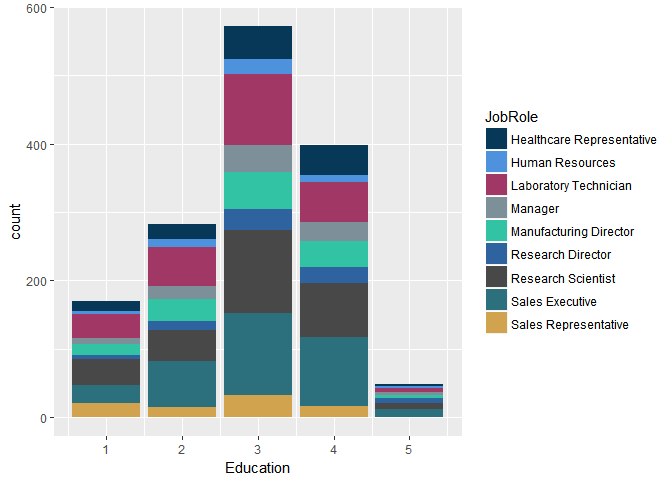 600
400
200
0
count
1 2 3 4 5
Education
JobRole
Healthcare Representative
Human Resources
Laboratory Technician
Manager
Manufacturing Director
Research Director
Research Scientist
Sales Executive
Sales Representative